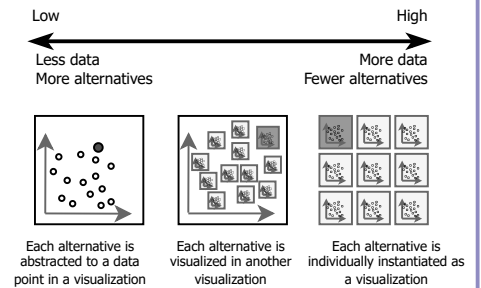 Low
High
Less data
More alternatives
More data
Fewer alternatives
Each alternative is
abstracted to a data
point in a visualization
Each alternative is
visualized in another
visualization
Each alternative is
individually instantiated as
a visualization